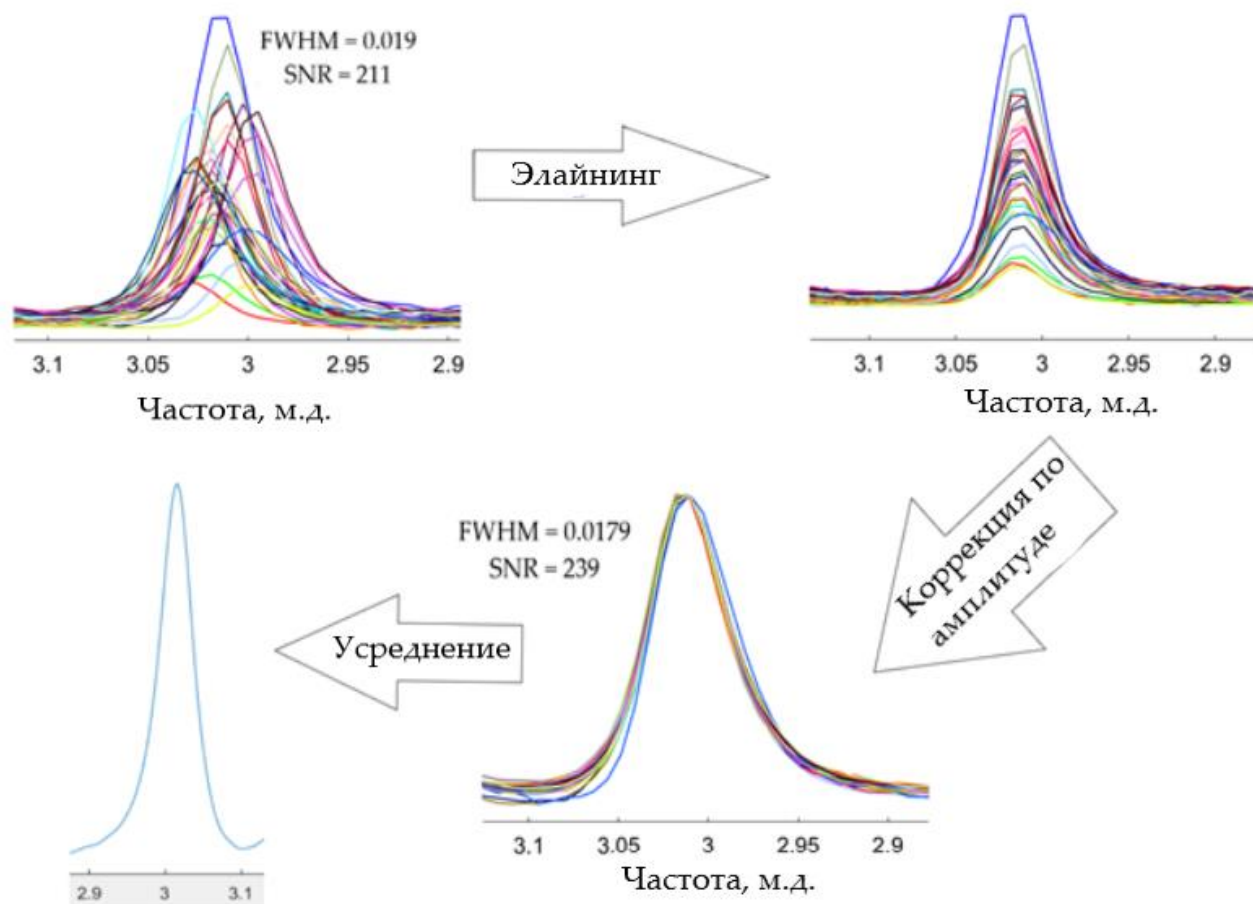 FWHM = 0.019
SNR = 211
Элайнинг
3.1 3.05 3 2.95 2.9
Частота, м.д.
3.1 3.05 3 2.95 2.9
Частота, м.д.
Коррекция по
амплитуде
FWHM = 0.0179
SNR = 239
Усреднение
3.1 3.05 3 2.95 2.9
Частота, м.д.
2.9 3 3.1